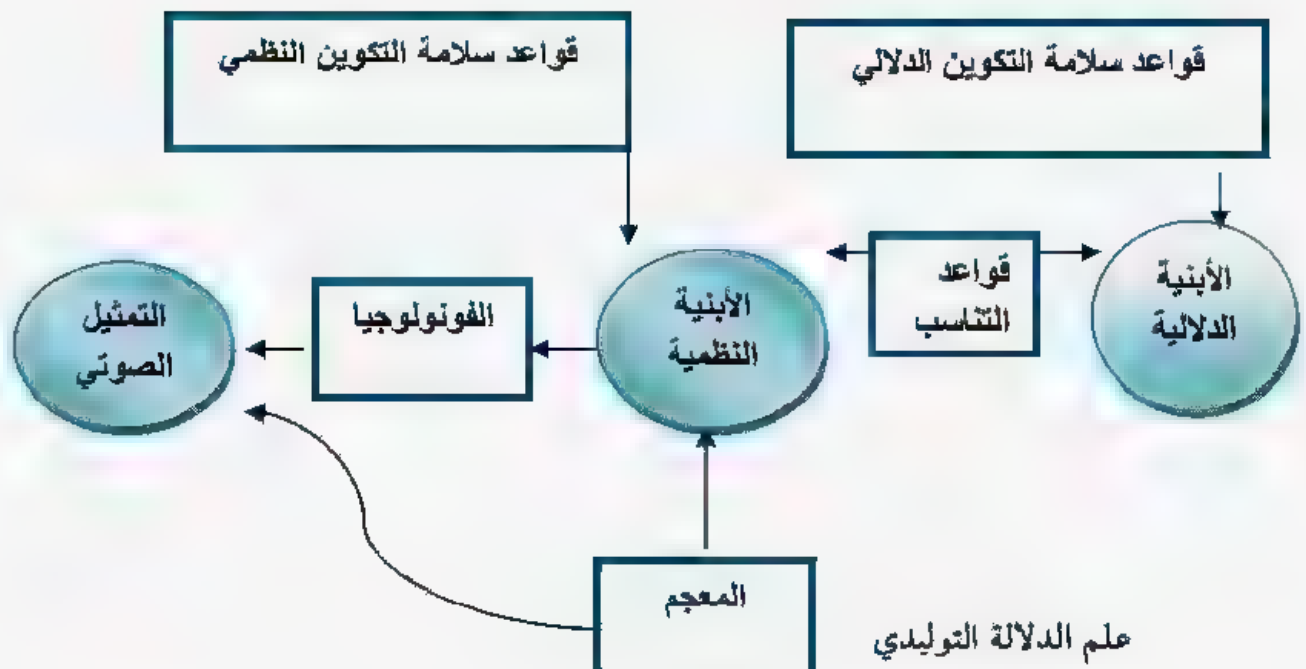 قواعد سلامة التكوين الدلالي
قواعد سلامة التكوين النظمي
الأبنية
الدلالية
قواعد
التناسب
الأبنية
النظمية
الفونولوجيا
التمثيل
الصوتي
المعجم
علم الدلالة التوليدي